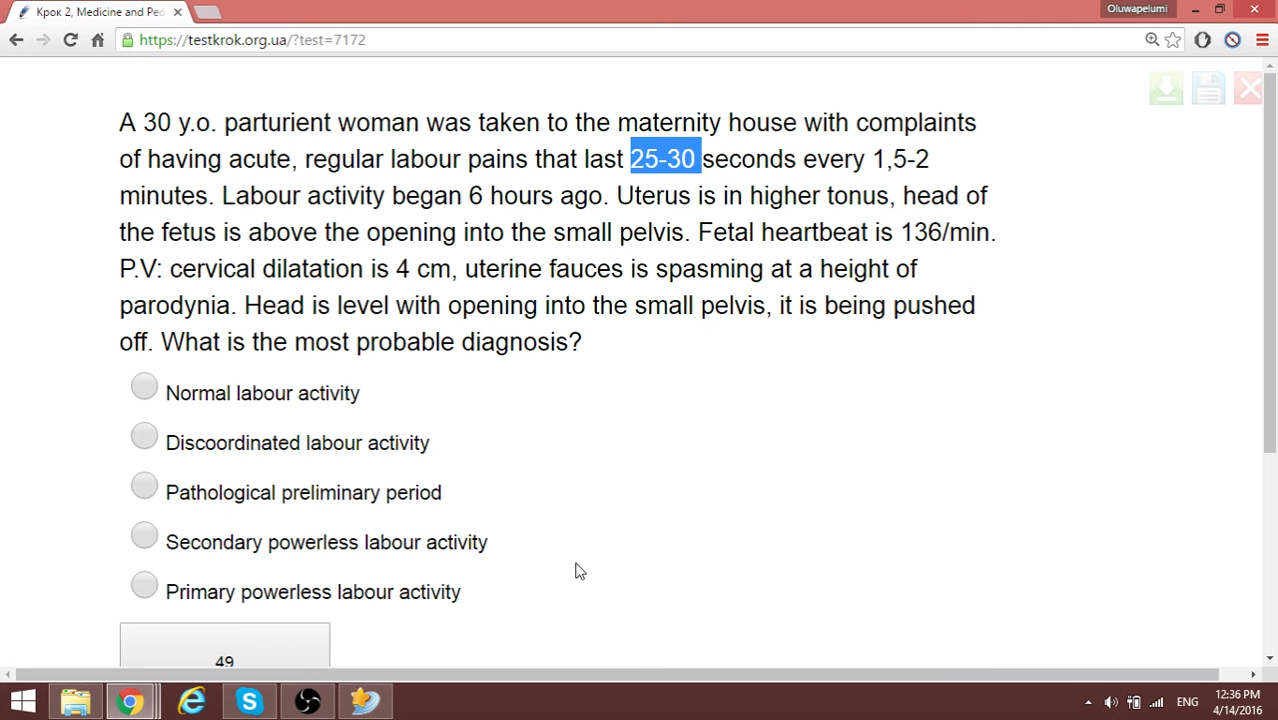 Крок 2, Medicine and Ped
Oluwapelumi
https://testkrok.org.ua/?test=7172
A 30 y.o. parturient woman was taken to the maternity house with complaints
of having acute, regular labour pains that last 25-30 seconds every 1,5-2
minutes. Labour activity began 6 hours ago. Uterus is in higher tonus, head of
the fetus is above the opening into the small pelvis. Fetal heartbeat is 136/min.
P.V: cervical dilatation is 4 cm, uterine fauces is spasming at a height of
parodynia. Head is level with opening into the small pelvis, it is being pushed
off. What is the most probable diagnosis?
Normal labour activity
Discoordinated labour activity
Pathological preliminary period
Secondary powerless labour activity
Primary powerless labour activity
49
ENG
12:36 PM
4/14/2016